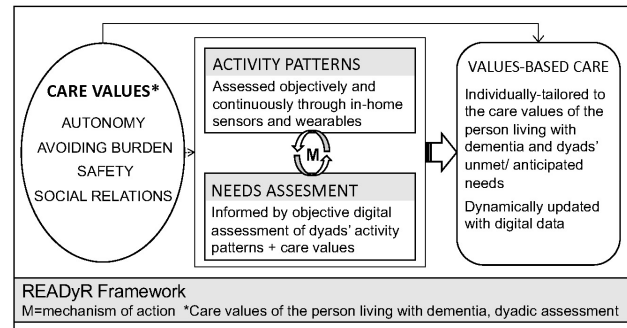 CARE VALUES*
AUTONOMY
AVOIDING BURDEN
SAFETY
SOCIAL RELATIONS
ACTIVITY PATTERNS
Assessed objectively and
continuously through in-home
sensors and wearables
M
NEEDS ASSESMENT
Informed by objective digital
assessment of dyads’ activity
patterns + care values
VALUES-BASED CARE
Individually-tailored to
the care values of the
person living with
dementia and dyads’
unmet/ anticipated
needs
Dynamically updated
with digital data
READyR Framework
M=mechanism of action *Care values of the person living with dementia, dyadic assessment